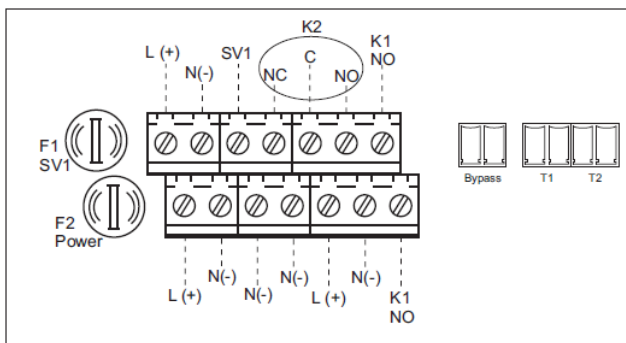 K2
L (+)
N(-)
SV1
NC
C
NO
K1
NO
F1
SV1
F2
Power
Bypass
T1
T2
L (+)
N(-)
N(-)
N(-)
L (+)
N(-)
K1
NO